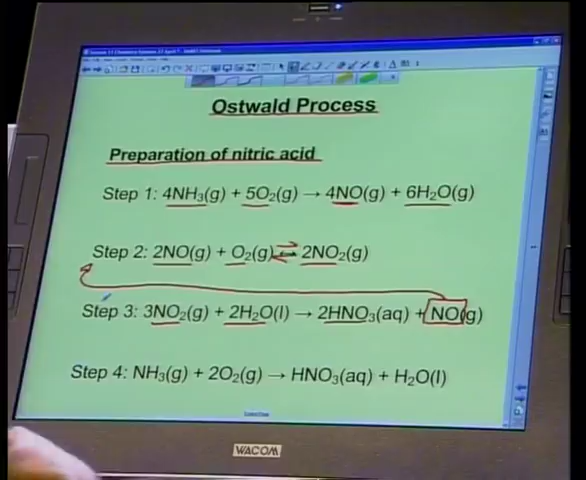 Ostwald Process
Preparation of nitric acid
Step 1: 4NH₃(g) + 5O₂(g) → 4NO(g) + 6H₂O(g)
Step 2: 2NO(g) + O₂(g) ⇌ 2NO₂(g)
Step 3: 3NO₂(g) + 2H₂O(l) → 2HNO₃(aq) + NO(g)
Step 4: NH₃(g) + 2O₂(g) → HNO₃(aq) + H₂O(l)
WACOM